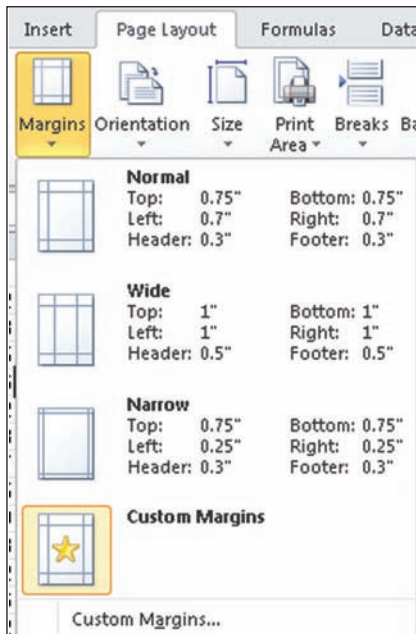 Insert Page Layout Formulas Data
Margins Orientation Size Print Area Breaks Ba
Normal
Top: 0.75" Bottom: 0.75"
Left: 0.7" Right: 0.7"
Header: 0.3" Footer: 0.3"
Wide
Top: 1" Bottom: 1"
Left: 1" Right: 1"
Header: 0.5" Footer: 0.5"
Narrow
Top: 0.75" Bottom: 0.75"
Left: 0.25" Right: 0.25"
Header: 0.3" Footer: 0.3"
Custom Margins
Custom Margins...